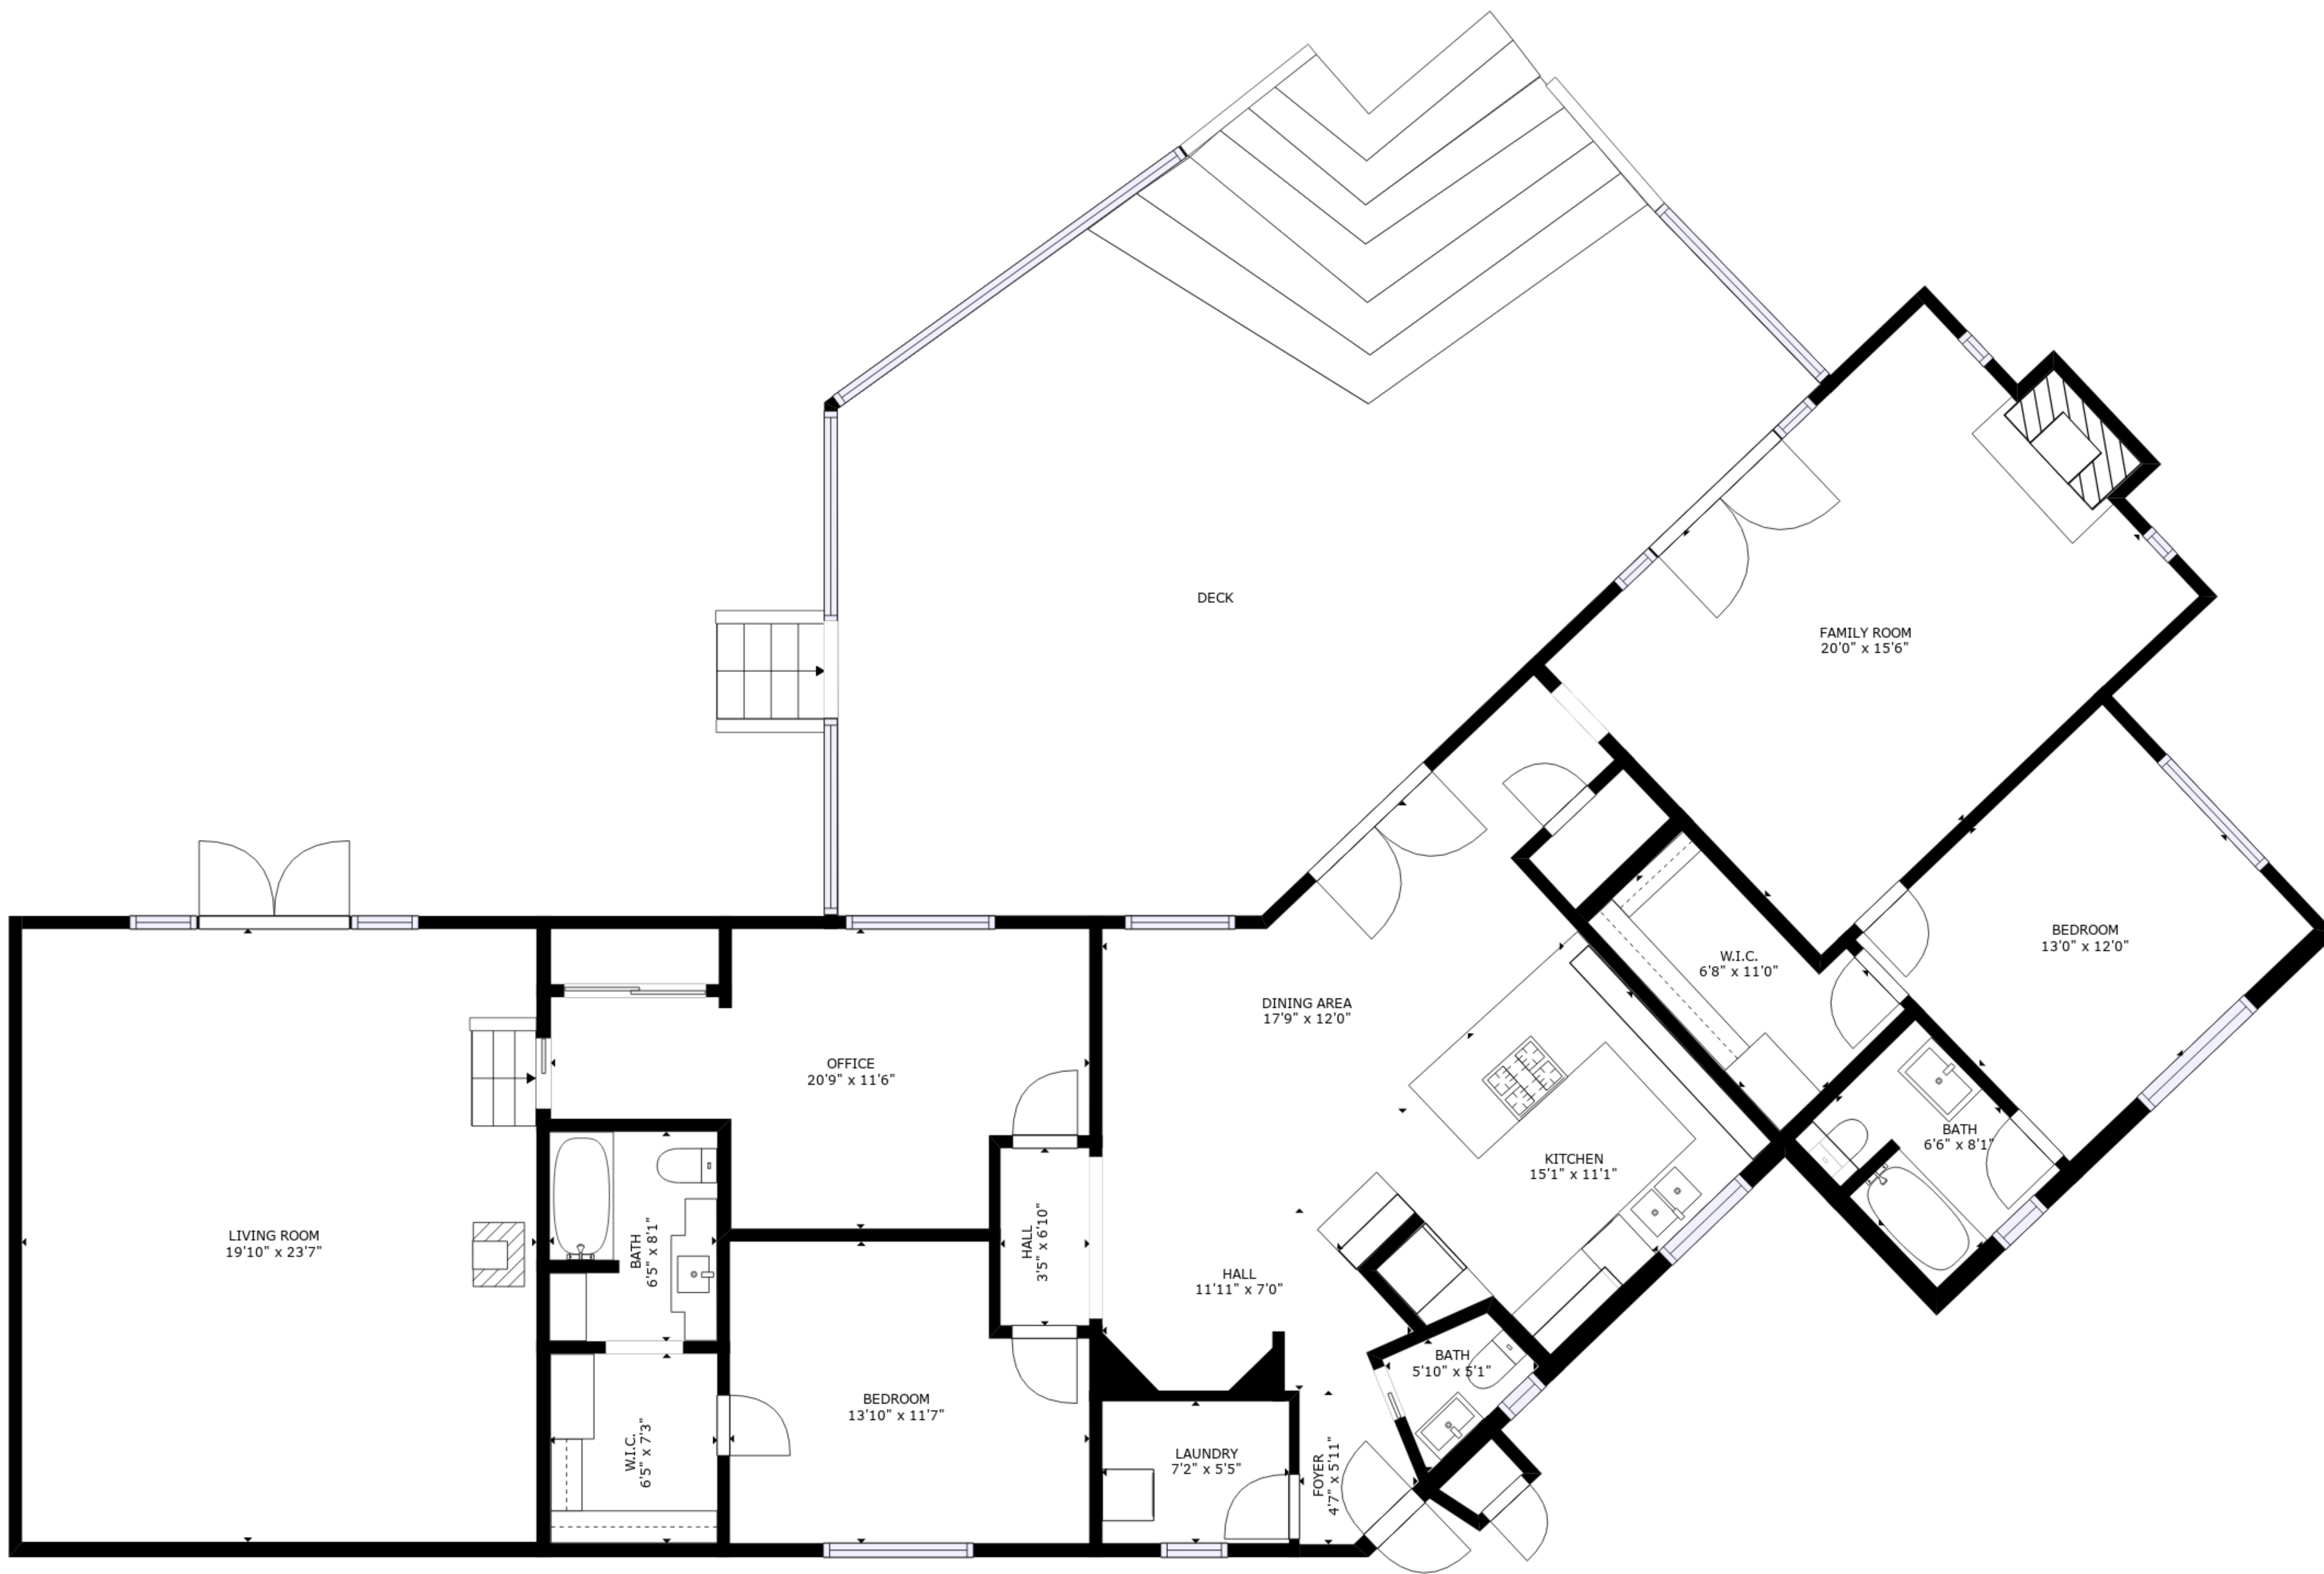 DECK
FAMILY ROOM
20'0" x 15'6"
BEDROOM
13'0" x 12'0"
W.I.C.
6'8" x 11'0"
DINING AREA
17'9" x 12'0"
OFFICE
20'9" x 11'6"
BATH
6'6" x 8'1"
KITCHEN
15'1" x 11'1"
LIVING ROOM
19'10" x 23'7"
BATH
6'5" x 8'1"
HALL
3'5" x 6'10"
HALL
11'11" x 7'0"
BATH
5'10" x 5'1"
BEDROOM
13'10" x 11'7"
W.I.C.
6'5" x 7'3"
LAUNDRY
7'2" x 5'5"
FOYER
4'7" x 5'11"